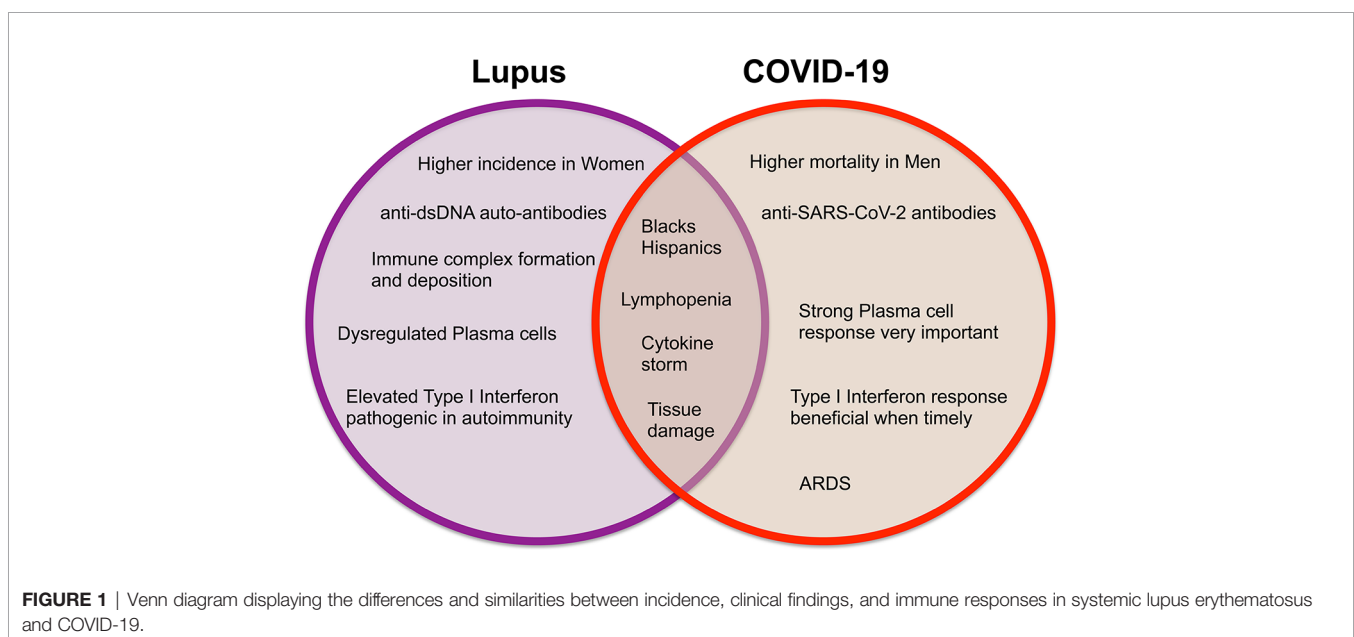 Lupus
COVID-19
Higher incidence in Women
anti-dsDNA auto-antibodies
Immune complex formation
and deposition
Dysregulated Plasma cells
Elevated Type I Interferon
pathogenic in autoimmunity
Blacks
Hispanics
Lymphopenia
Cytokine
storm
Tissue
damage
Higher mortality in Men
anti-SARS-CoV-2 antibodies
Strong Plasma cell
response very important
Type I Interferon response
beneficial when timely
ARDS
FIGURE 1 | Venn diagram displaying the differences and similarities between incidence, clinical findings, and immune responses in systemic lupus erythematosus
and COVID-19.